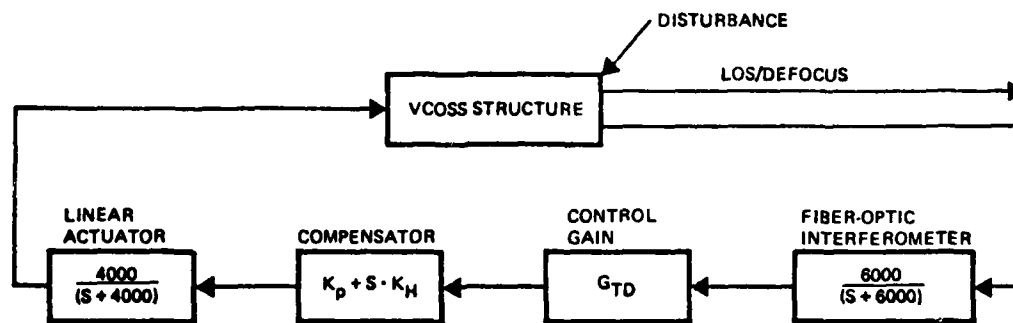 DISTURBANCE
LOS/DEFOCUS
VCOSS STRUCTURE
LINEAR
ACTUATOR
4000
(S + 4000)
COMPENSATOR
Kp + S · KH
CONTROL
GAIN
GTD
FIBER-OPTIC
INTERFEROMETER
6000
(S + 6000)